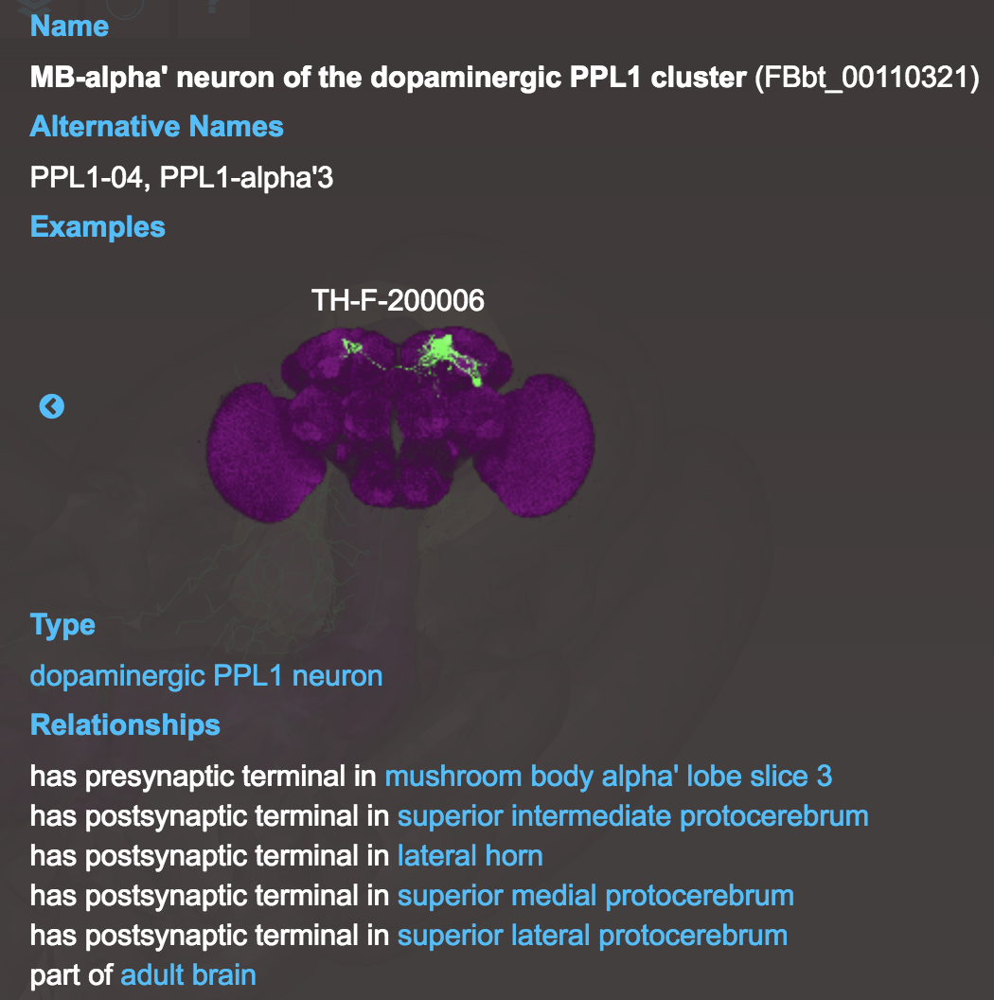 Name
MB-alpha' neuron of the dopaminergic PPL1 cluster (FBbt_00110321)
Alternative Names
PPL1-04, PPL1-alpha'3
Examples
TH-F-200006
Type
dopaminergic PPL1 neuron
Relationships
has presynaptic terminal in mushroom body alpha' lobe slice 3
has postsynaptic terminal in superior intermediate protocerebrum
has postsynaptic terminal in lateral horn
has postsynaptic terminal in superior medial protocerebrum
has postsynaptic terminal in superior lateral protocerebrum
part of adult brain